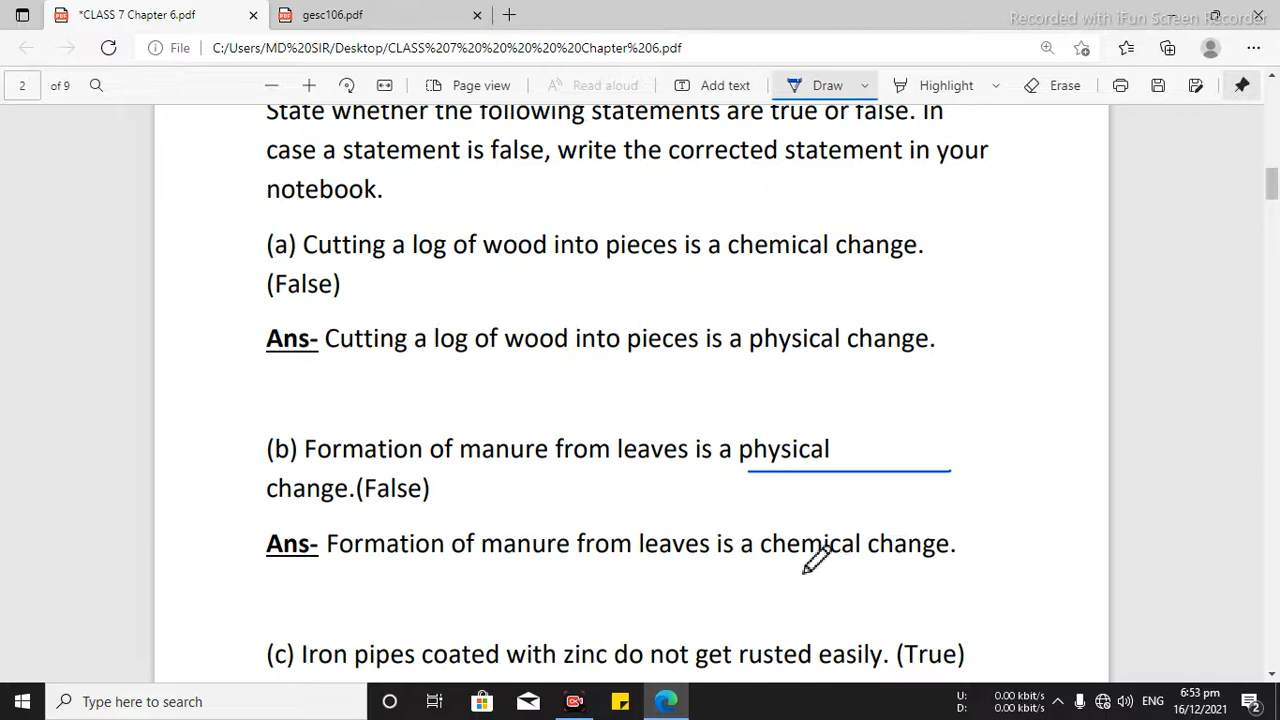 *CLASS 7 Chapter 6.pdf
gesc106.pdf
Recorded with iFun Screen Recorder
File
C:/Users/MD%20SIR/Desktop/CLASS%207%20%20%20%20%20Chapter%206.pdf
2 of 9
Page view
Read aloud
Add text
Draw
Highlight
Erase
State whether the following statements are true or false. In
case a statement is false, write the corrected statement in your
notebook.
(a) Cutting a log of wood into pieces is a chemical change.
(False)
Ans- Cutting a log of wood into pieces is a physical change.
(b) Formation of manure from leaves is a physical
change.(False)
Ans- Formation of manure from leaves is a chemical change.
(c) Iron pipes coated with zinc do not get rusted easily. (True)
Type here to search
U: 0.00 kbit/s
D: 0.00 kbit/s
ENG
6:53 pm
16/12/2021
2